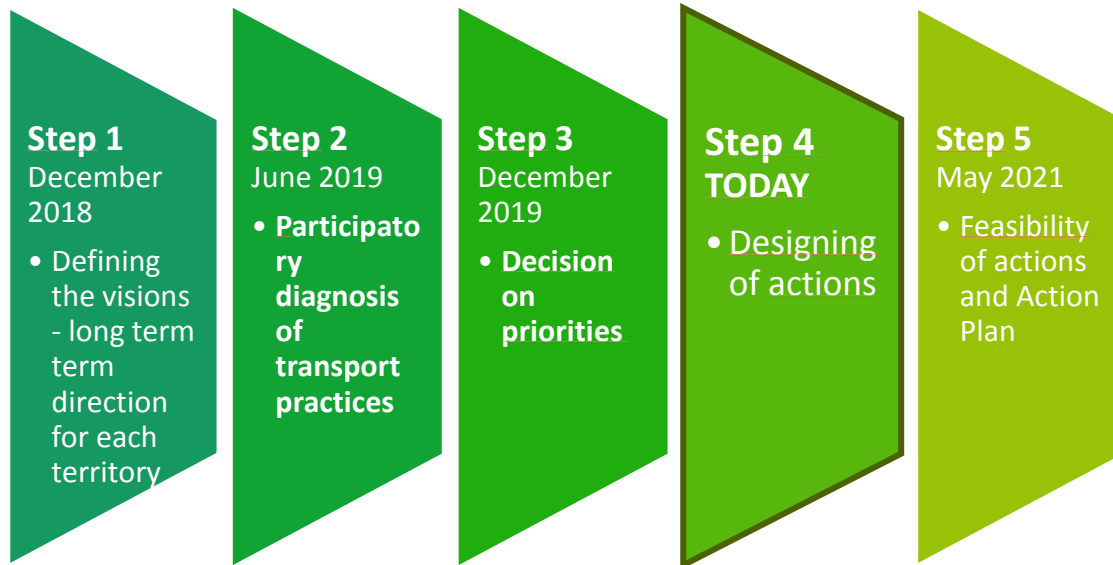 Step 1
December
2018
• Defining
the visions
- long term
term
direction
for each
territory
Step 2
June 2019
• Participato
ry
diagnosis
of
transport
practices
Step 3
December
2019
• Decision
on
priorities
Step 4
TODAY
• Designing
of actions
Step 5
May 2021
• Feasibility
of actions
and Action
Plan